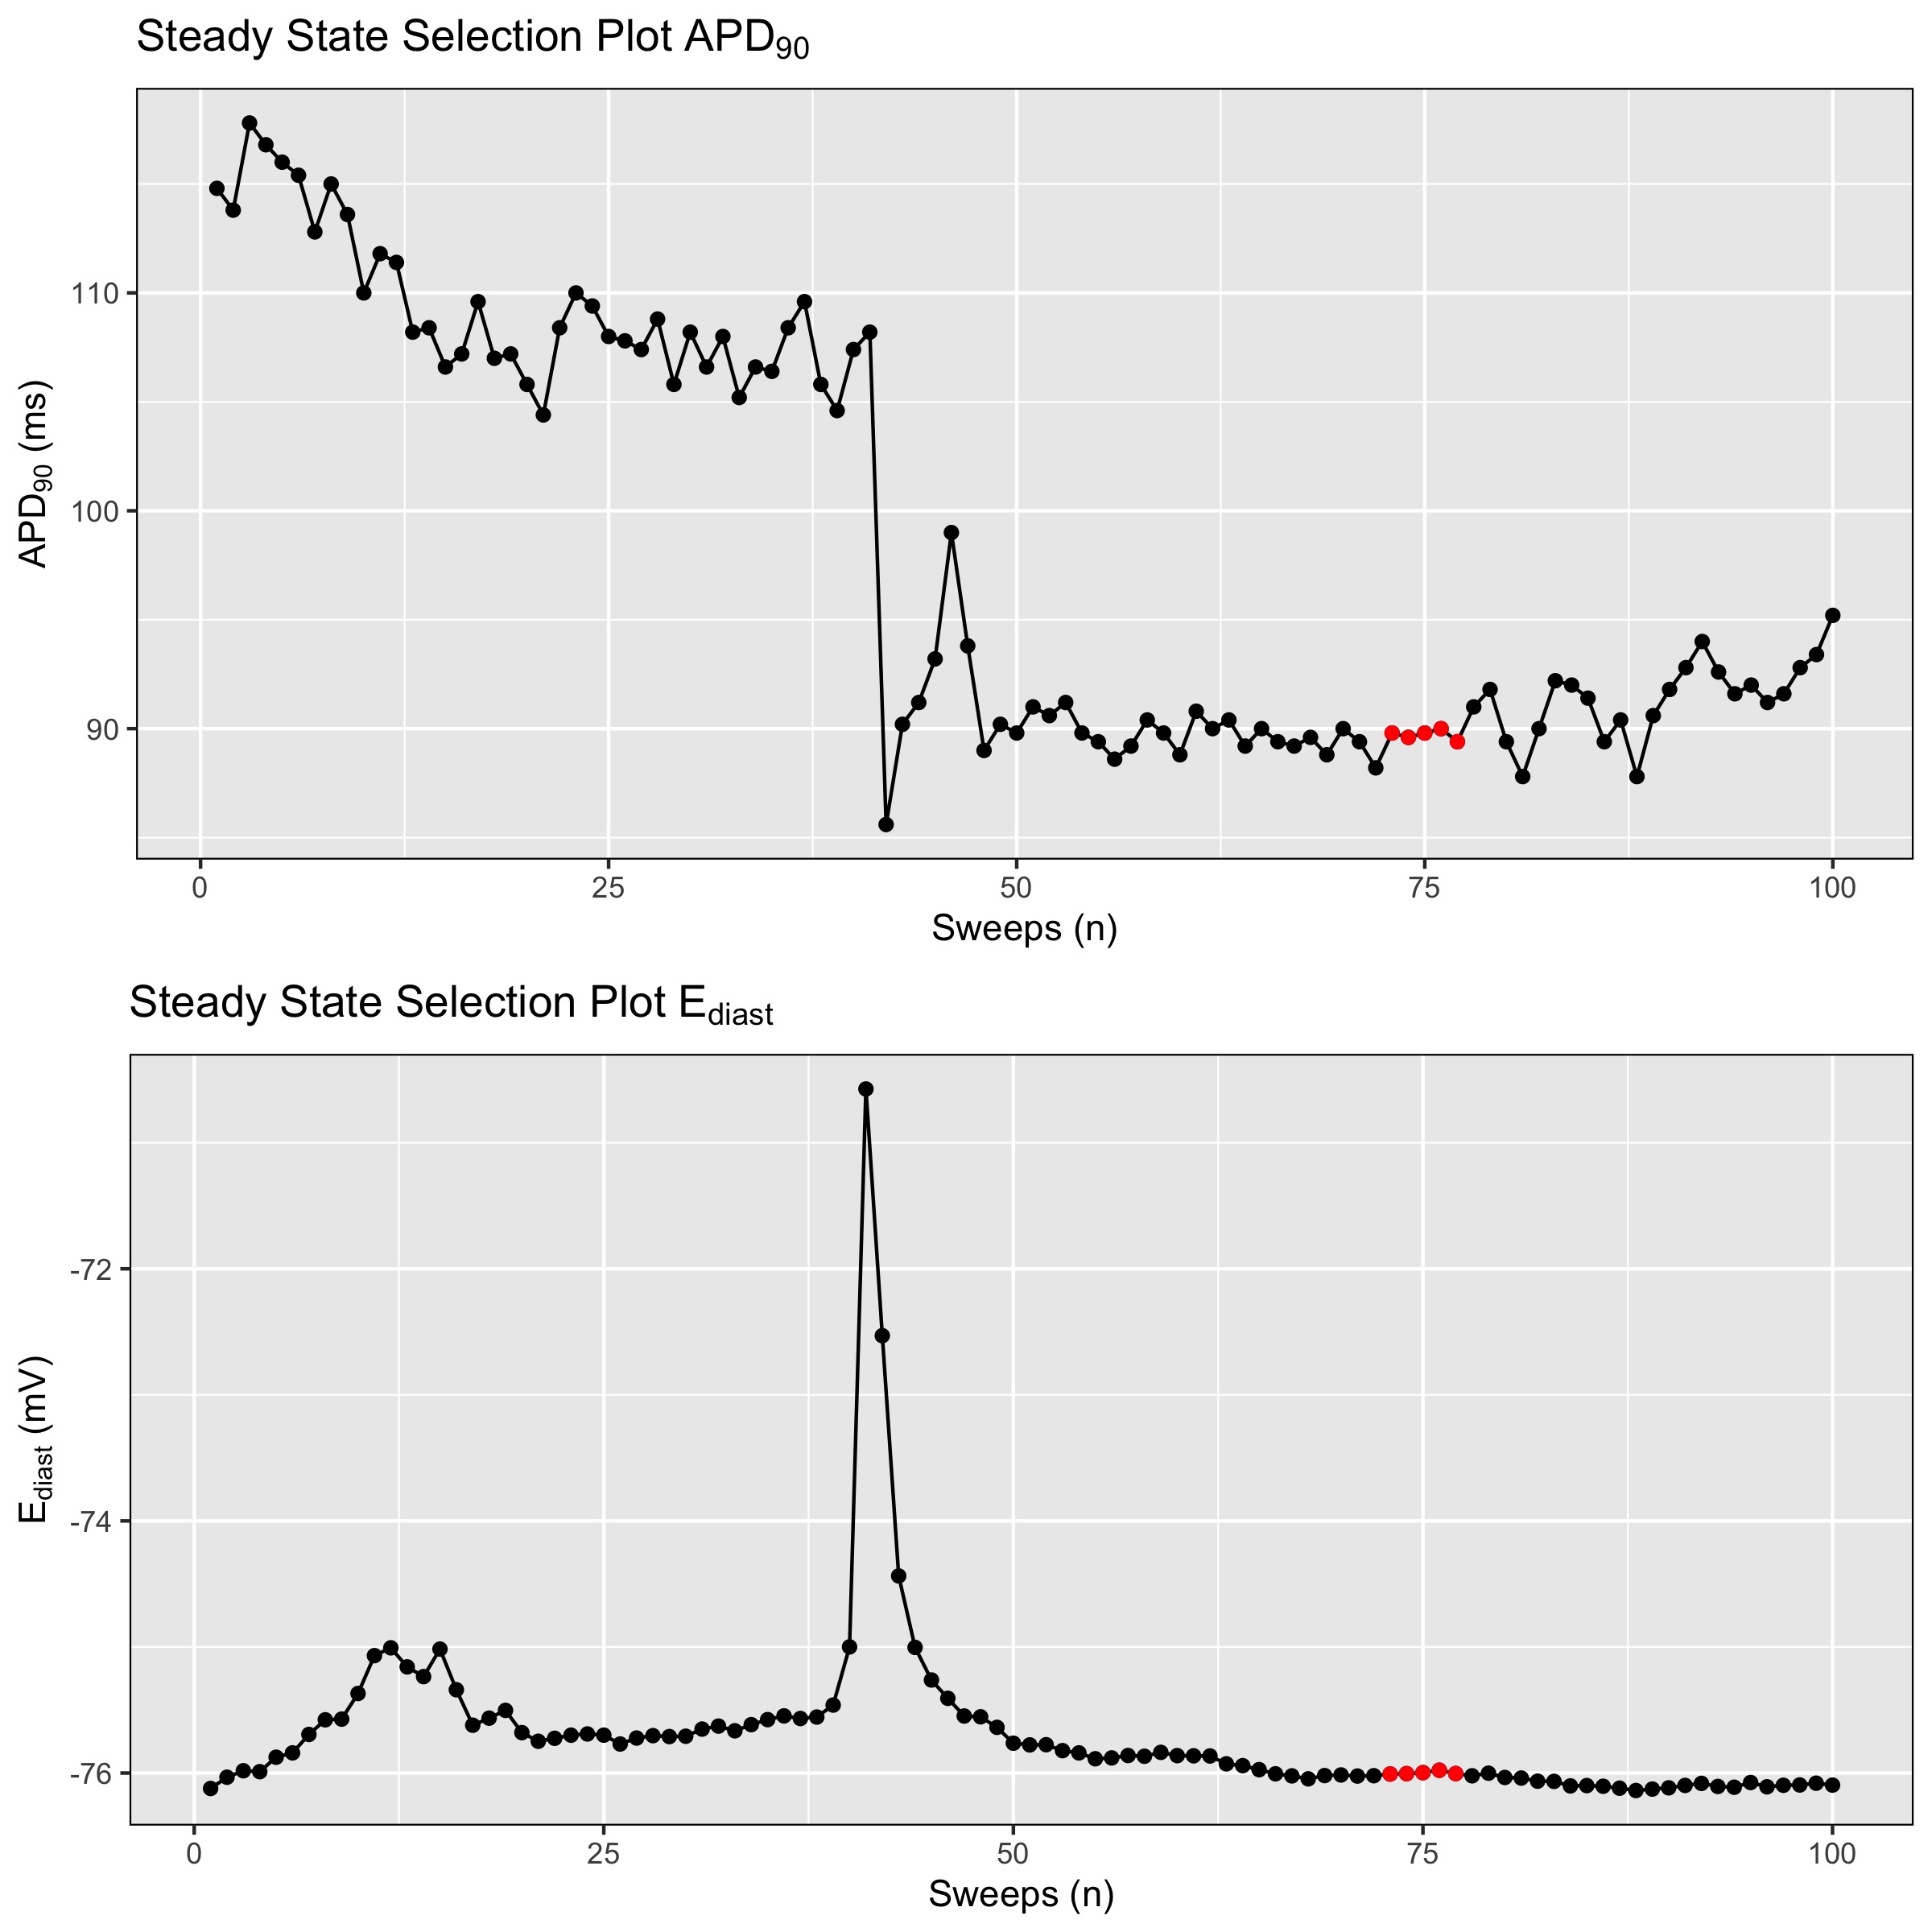 Steady State Selection Plot APD90
110
100
90
APD90 (ms)
0 25 50 75 100
Sweeps (n)
Steady State Selection Plot Ediast
-72
-74
-76
Ediast (mV)
0 25 50 75 100
Sweeps (n)